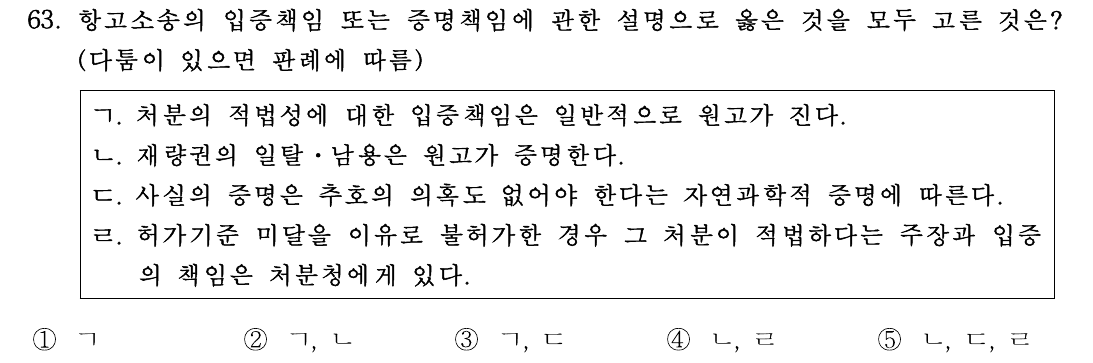 63. 항고소송의 입증책임 또는 증명책임에 관한 설명으로 옳은 것을 모두 고른 것은?
(다툼이 있으면 판례에 따름)
ㄱ. 처분의 적법성에 대한 입증책임은 일반적으로 원고가 진다.
ㄴ. 재량권의 일탈·남용은 원고가 증명한다.
ㄷ. 사실의 증명은 추호의 의혹도 없어야 한다는 자연과학적 증명에 따른다.
ㄹ. 허가기준 미달을 이유로 불허가한 경우 그 처분이 적법하다는 주장과 입증
의 책임은 처분청에게 있다.
① ㄱ ② ㄱ, ㄴ ③ ㄱ, ㄷ ④ ㄴ, ㄹ ⑤ ㄴ, ㄷ, ㄹ